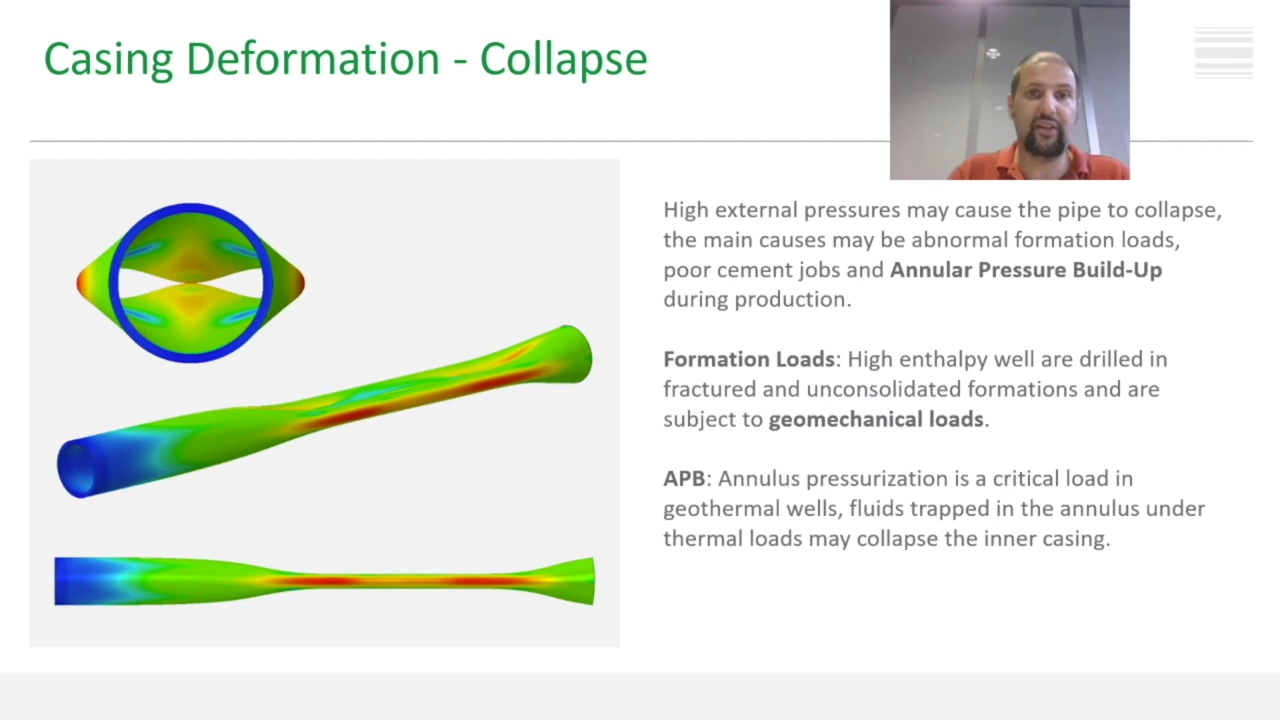 Casing Deformation - Collapse
High external pressures may cause the pipe to collapse,
the main causes may be abnormal formation loads,
poor cement jobs and Annular Pressure Build-Up
during production.
Formation Loads: High enthalpy well are drilled in
fractured and unconsolidated formations and are
subject to geomechanical loads.
APB: Annulus pressurization is a critical load in
geothermal wells, fluids trapped in the annulus under
thermal loads may collapse the inner casing.